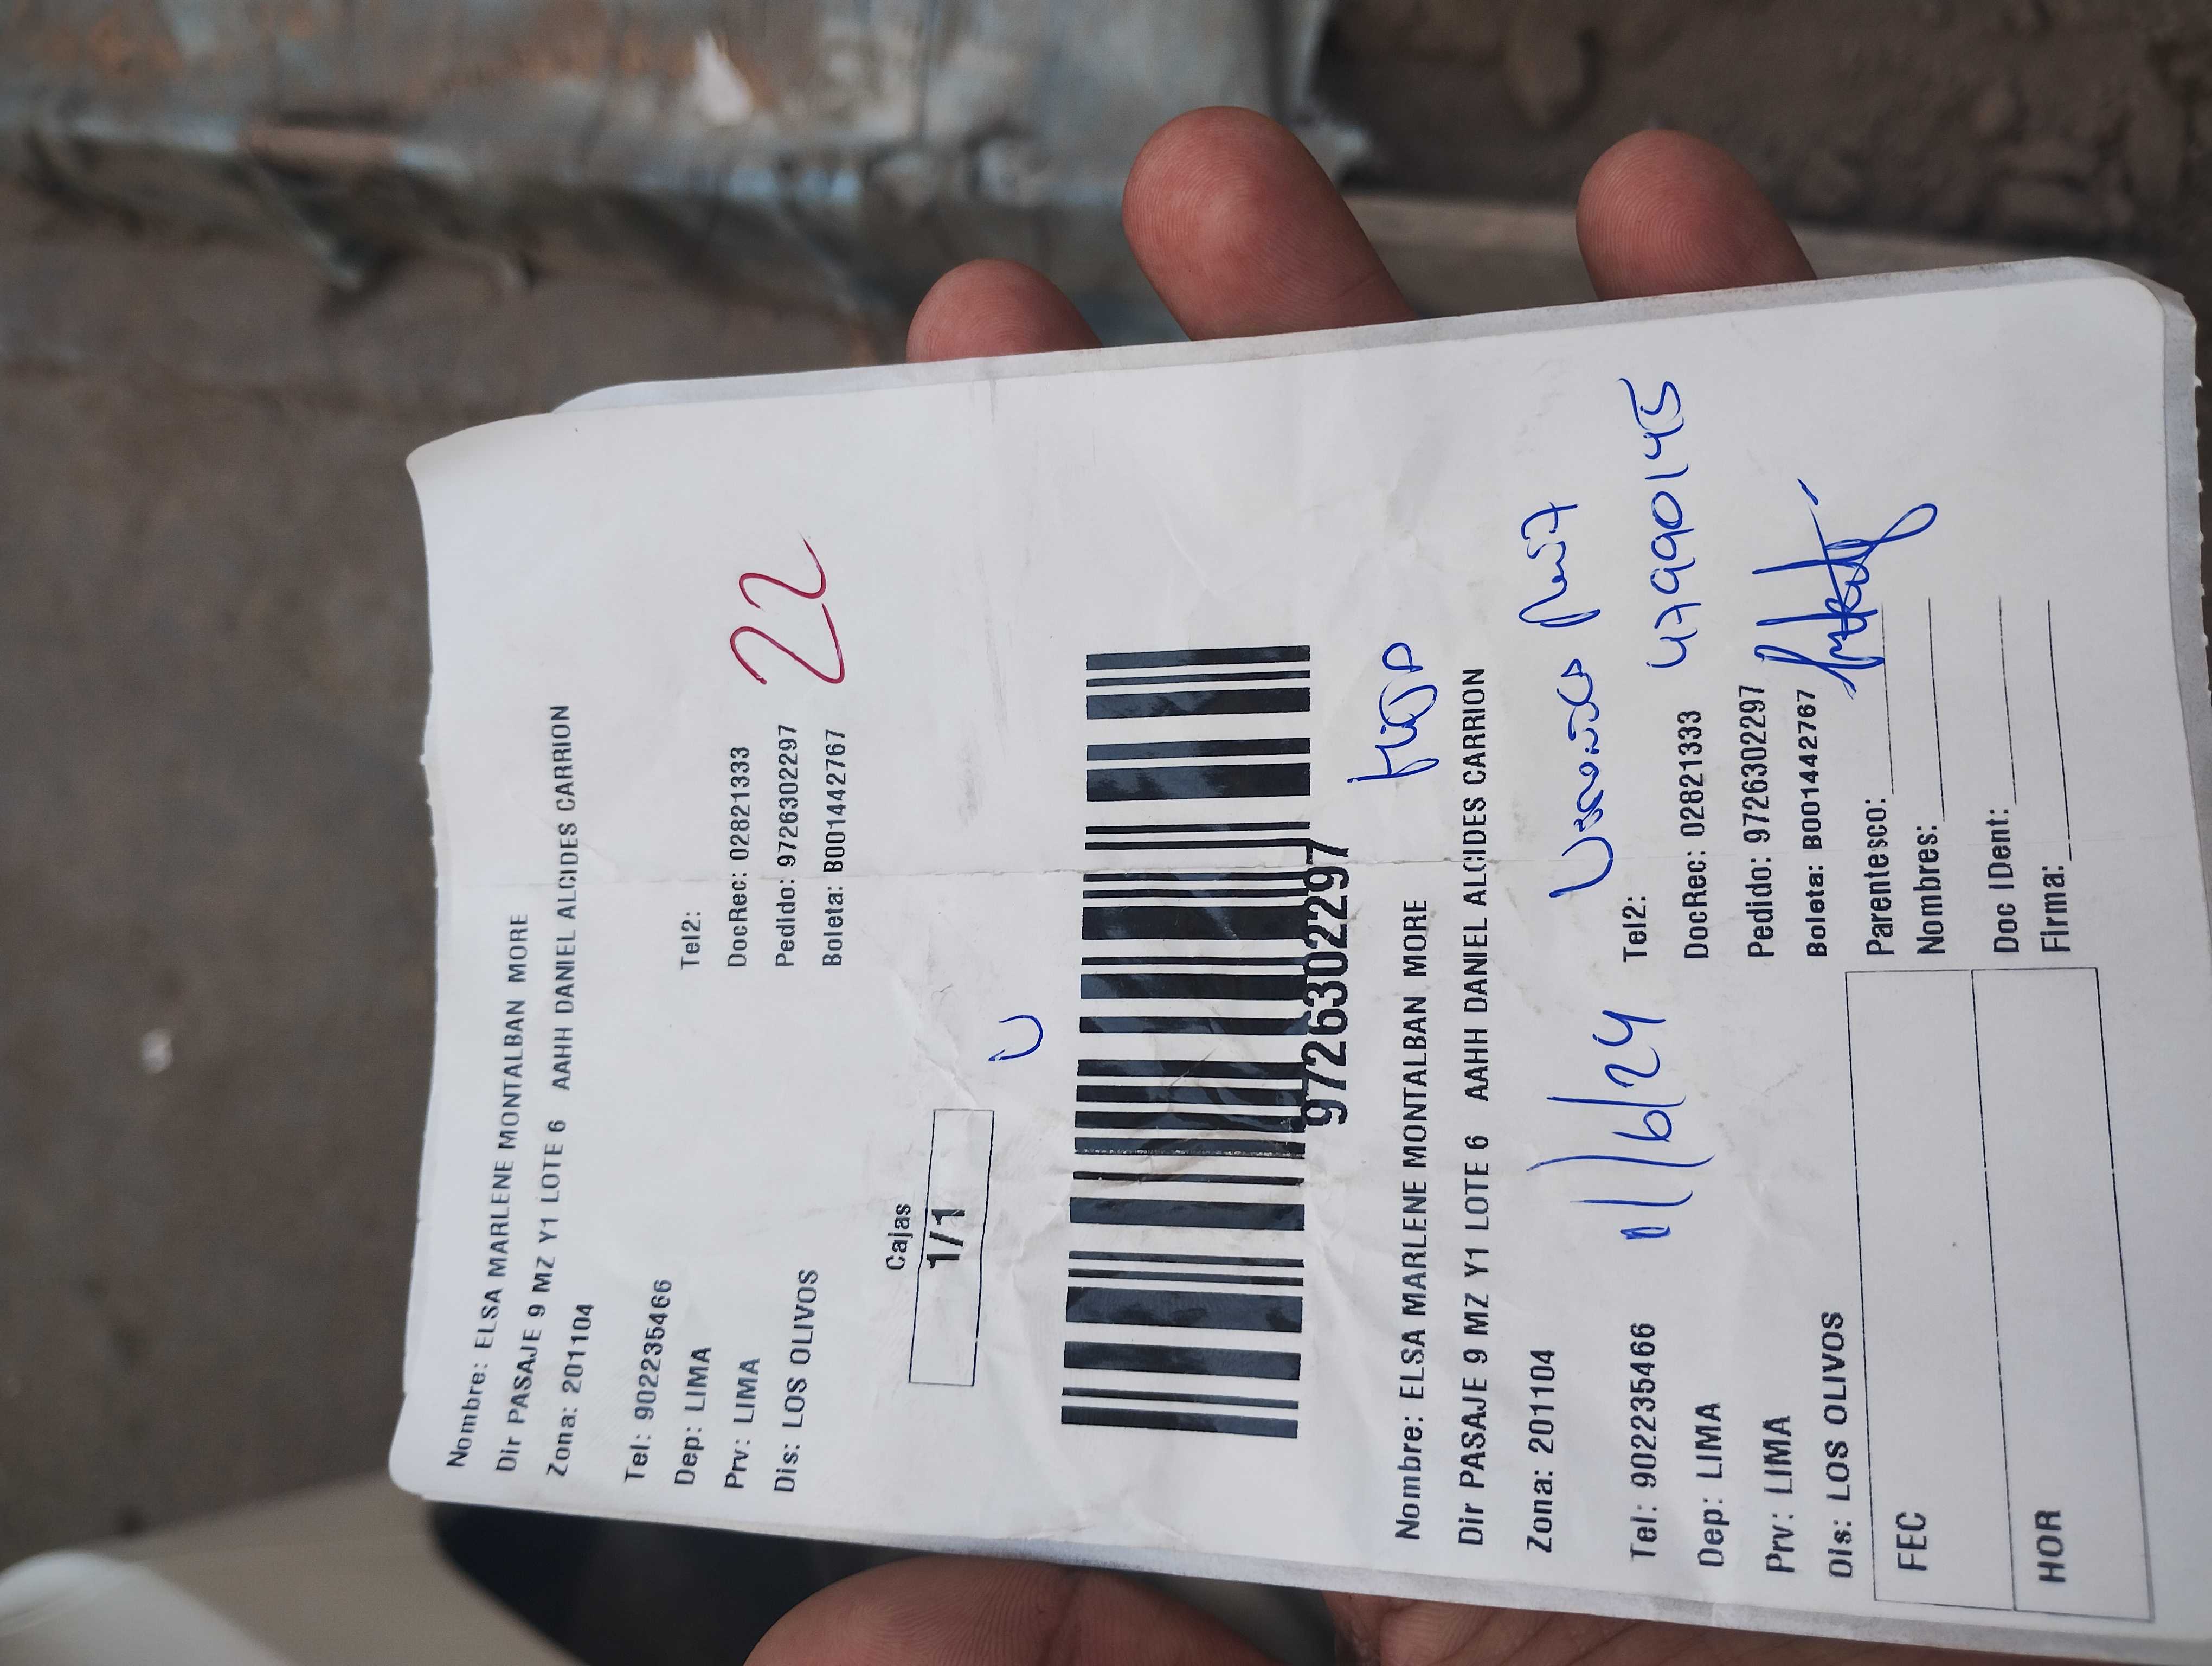 Nombre: ELSA MARLENE MONTALBAN MORE
Dir PASAJE 9 MZ Y1 LOTE 6 AAHH DANIEL ALCIDES CARRION
Zona: 201104
Tel: 902235466 Tel2:
Dep: LIMA DocRec: 02821333
Prv: LIMA Pedido: 9726302297
Dis: LOS OLIVOS Boleta: B001442767
22
Cajas
1/1
9726302297
Nombre: ELSA MARLENE MONTALBAN MORE
Dir PASAJE 9 MZ Y1 LOTE 6 AAHH DANIEL ALCIDES CARRION
Zona: 201104
11/6/24
Tel: 902235466 Tel2:
47990145
Dep: LIMA DocRec: 02821333
Prv: LIMA Pedido: 9726302297
Dis: LOS OLIVOS Boleta: B001442767
FEC Parentesco:
Nombres:
HOR Doc IDent:
Firma: